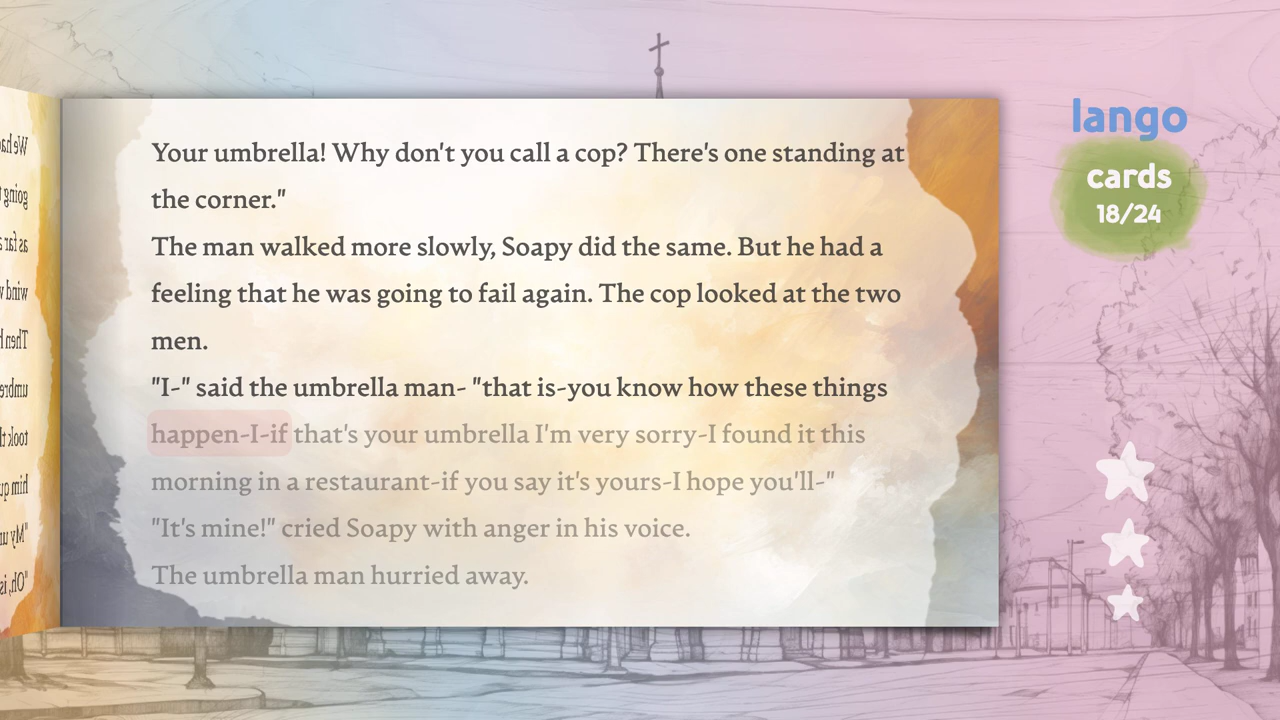 Your umbrella! Why don't you call a cop? There's one standing at
the corner."
The man walked more slowly, Soapy did the same. But he had a
feeling that he was going to fail again. The cop looked at the two
men.
"I-" said the umbrella man- "that is-you know how these things
happen-I-if that's your umbrella I'm very sorry-I found it this
morning in a restaurant-if you say it's yours-I hope you'll-"
"It's mine!" cried Soapy with anger in his voice.
The umbrella man hurried away.
lango
cards
18/24